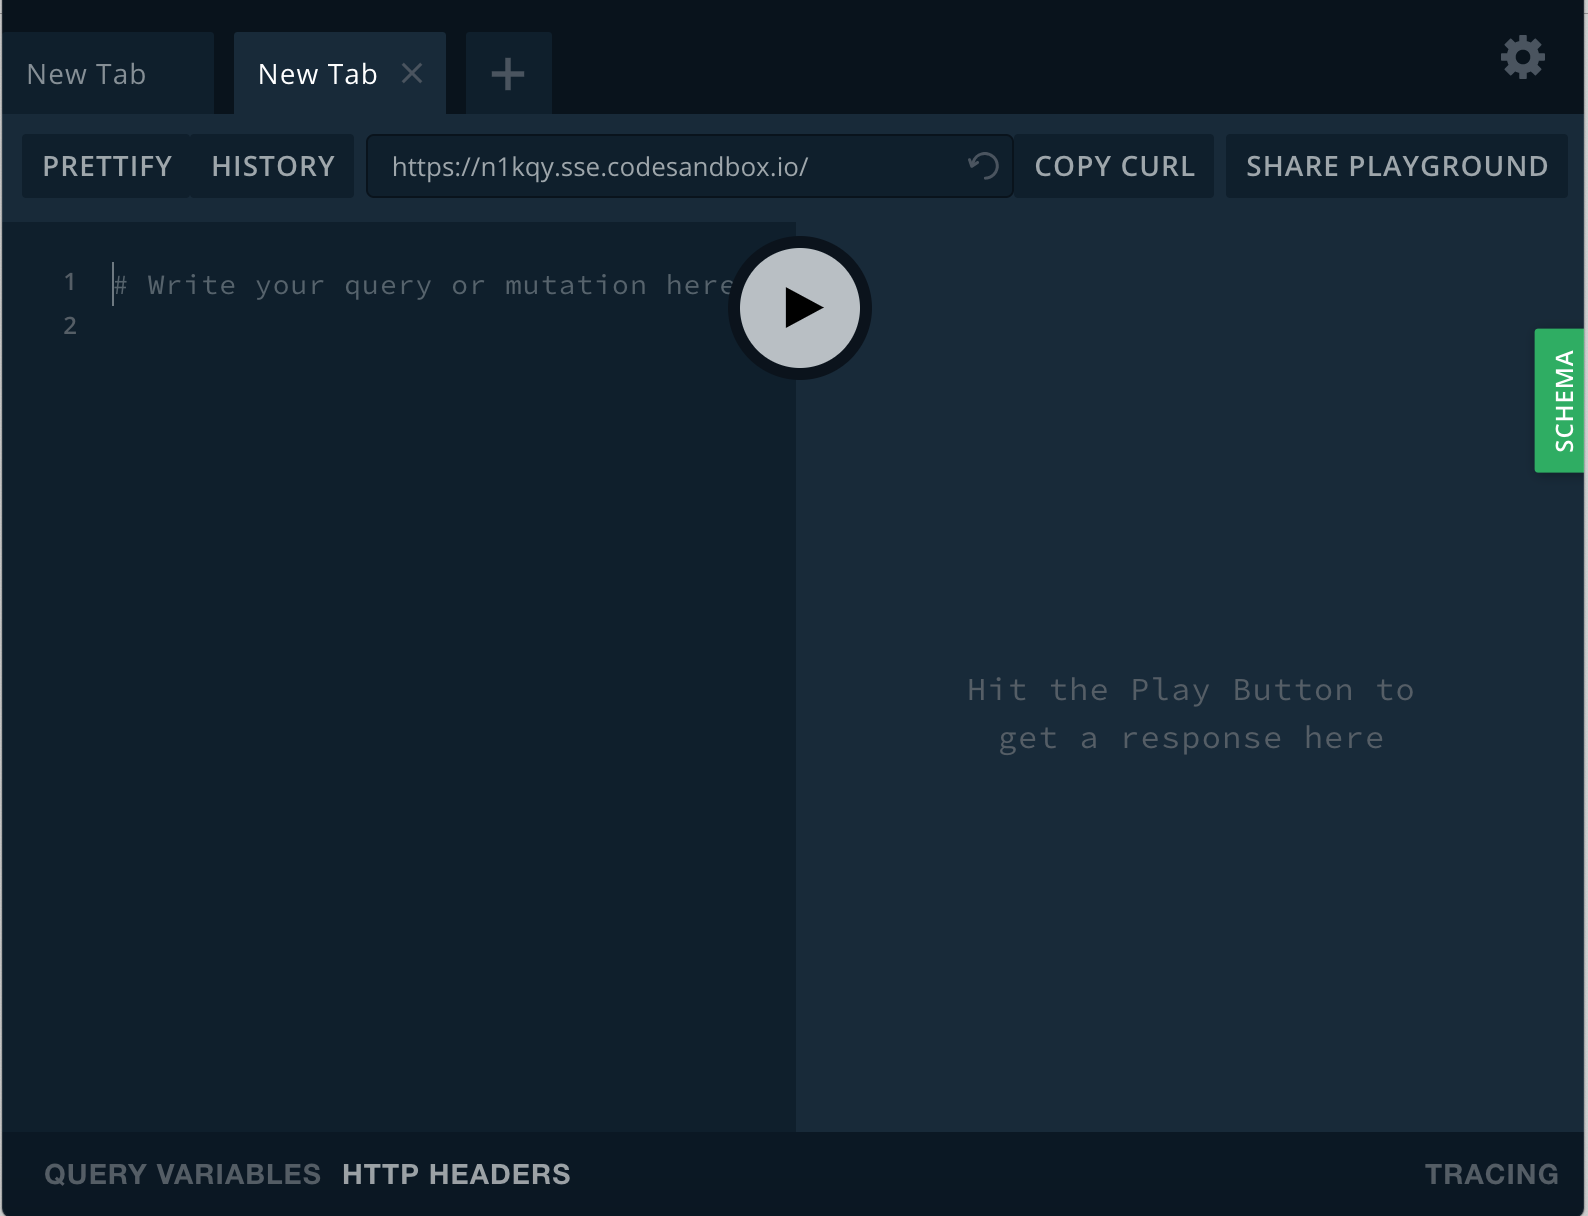 New Tab
New Tab
PRETTIFY HISTORY https://n1kqy.sse.codesandbox.io/ COPY CURL SHARE PLAYGROUND
1 # Write your query or mutation here
2
SCHEMA
Hit the Play Button to
get a response here
QUERY VARIABLES HTTP HEADERS TRACING